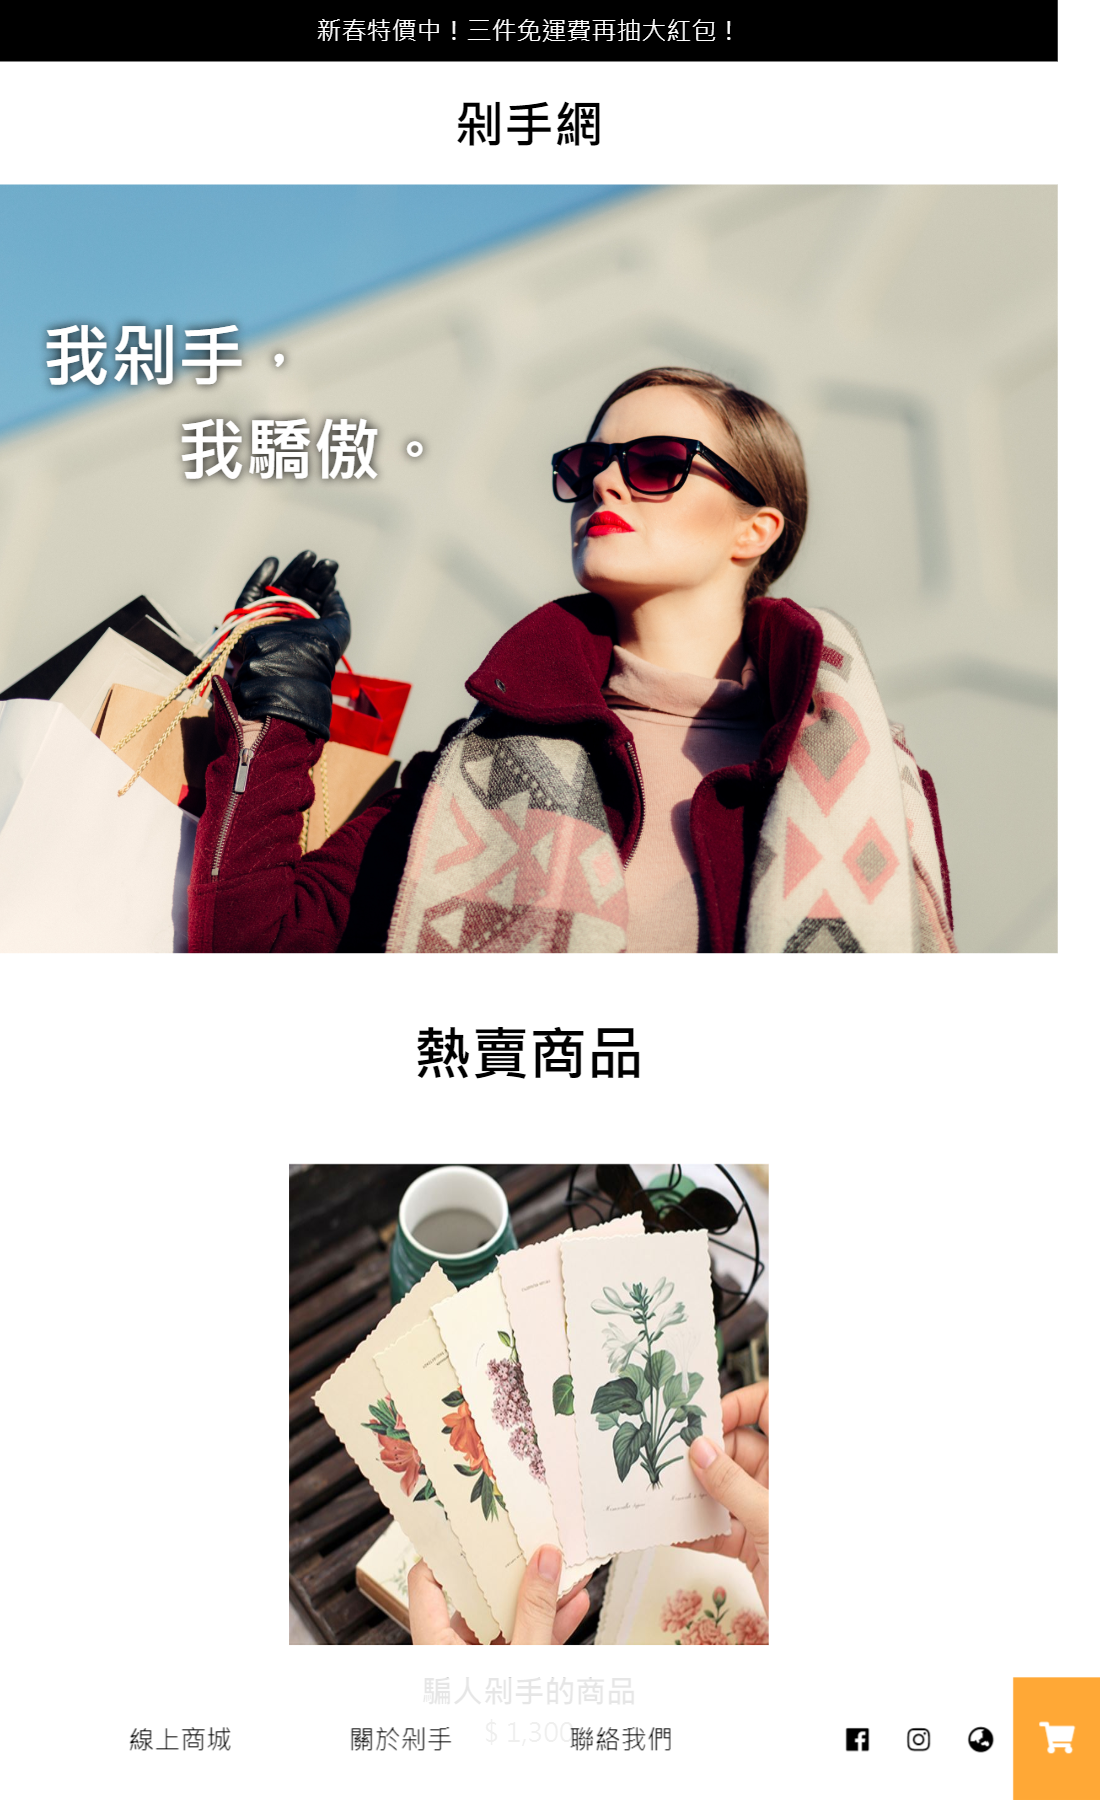 新春特價中！三件免運費再抽大紅包！
剁手網
我剁手，
我驕傲。
熱賣商品
騙人剁手的商品
$ 1,300
線上商城
關於剁手
聯絡我們